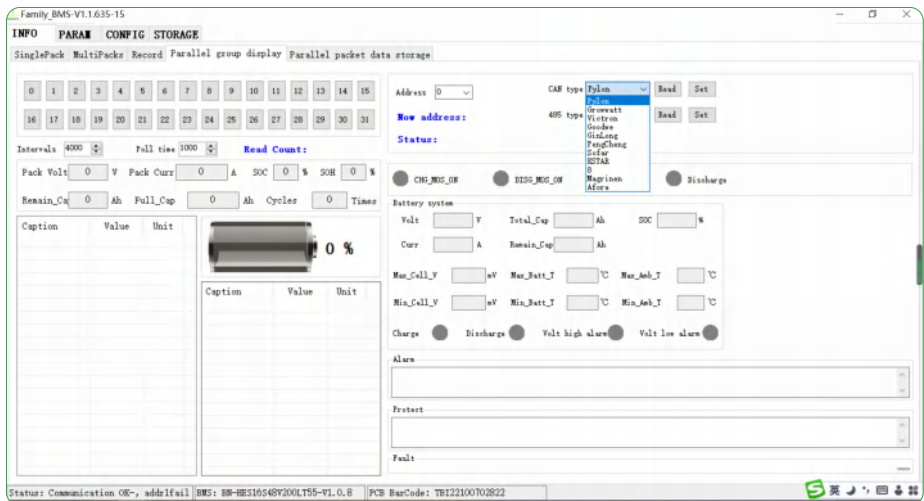 Family_BMS-V1.1.635-15
INFO PARAM CONFIG STORAGE
SinglePack MultiPacks Record Parallel group display Parallel packet data storage
0 1 2 3 4 5 6 7 8 9 10 11 12 13 14 15
16 17 18 19 20 21 22 23 24 25 26 27 28 29 30 31
Intervals 4000 Poll time 1000 Read Count:
Pack Volt 0 V Pack Curr 0 A SOC 0 % SOH 0 %
Remain_Ca 0 Ah Full_Cap 0 Ah Cycles 0 Times
Caption Value Unit
0 %
Caption Value Unit
Address 0
Now address:
Status:
CAN type Pylon Read Set
485 type Read Set
Pylon
Growatt
Victron
Goodwe
GinLong
PengCheng
Sofar
ESTAR
0
Megrinen
Afore
CHG_MOS_ON DISG_MOS_ON Discharge
Battery system
Volt V Total_Cap Ah SOC %
Curr A Remain_Cap Ah
Max_Cell_V mV Max_Batt_T ℃ Max_Amb_T ℃
Min_Cell_V mV Min_Batt_T ℃ Min_Amb_T ℃
Charge Discharge Volt high alarm Volt low alarm
Alarm
Protect
Fault
Status: Communication OK~, addr1fail BMS: BN-HES16S48V200LT55-V1.0.8 PCB BarCode: TBI22100702822
英